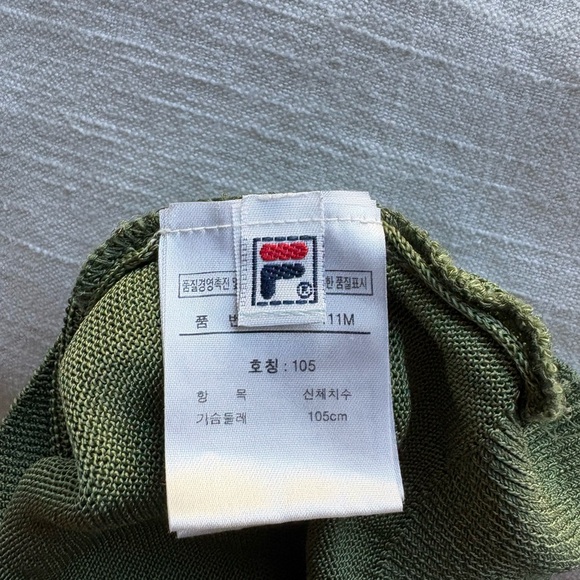 F®
품질경영촉진 한 품질표시
품 .11M
호칭 : 105
항 목 신체치수
가슴둘레 105cm